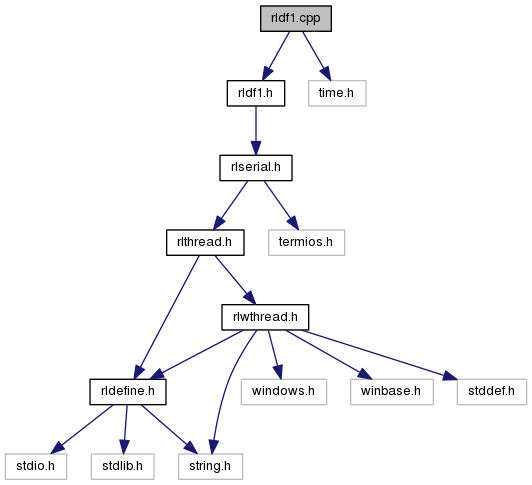 rldf1.cpp
rldf1.h
time.h
rlserial.h
rlthread.h
termios.h
rlwthread.h
rldefine.h
windows.h
winbase.h
stddef.h
stdio.h
stdlib.h
string.h